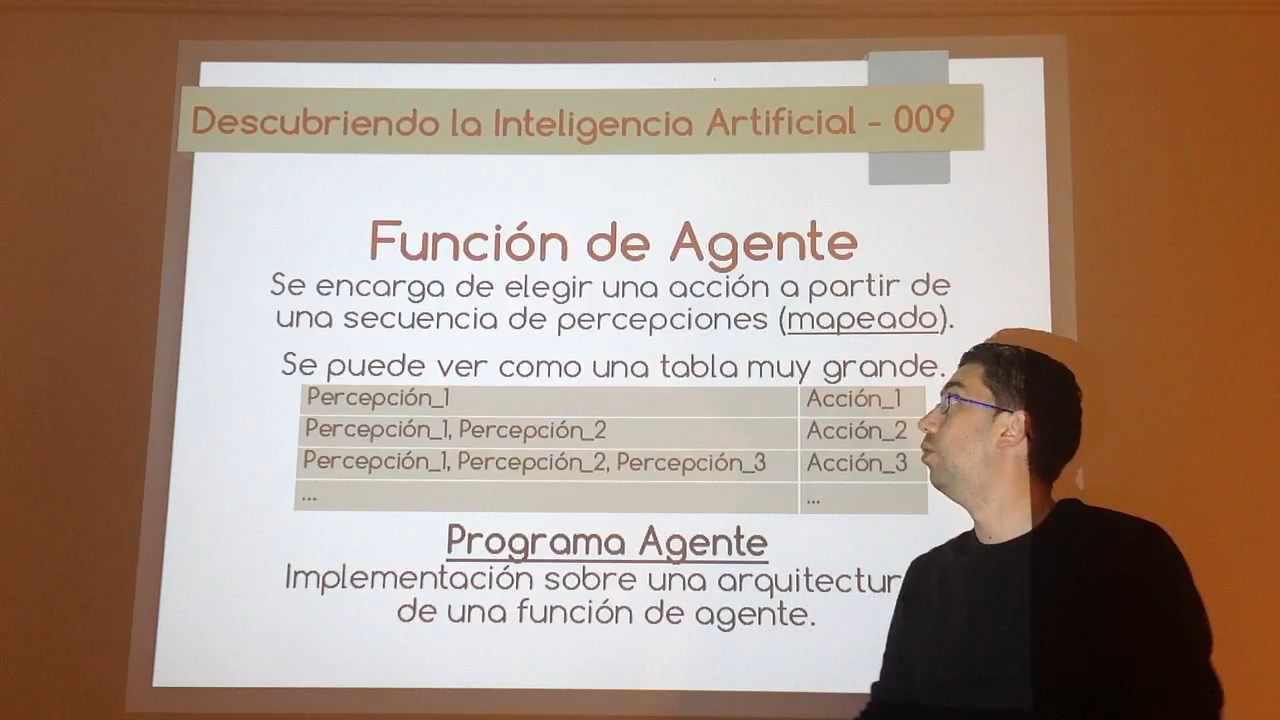 Descubriendo la Inteligencia Artificial - 009
Función de Agente
Se encarga de elegir una acción a partir de
una secuencia de percepciones (mapeado).
Se puede ver como una tabla muy grande.
Percepción_1 Acción_1
Percepción_1, Percepción_2 Acción_2
Percepción_1, Percepción_2, Percepción_3 Acción_3
... ...
Programa Agente
Implementación sobre una arquitectur
de una función de agente.